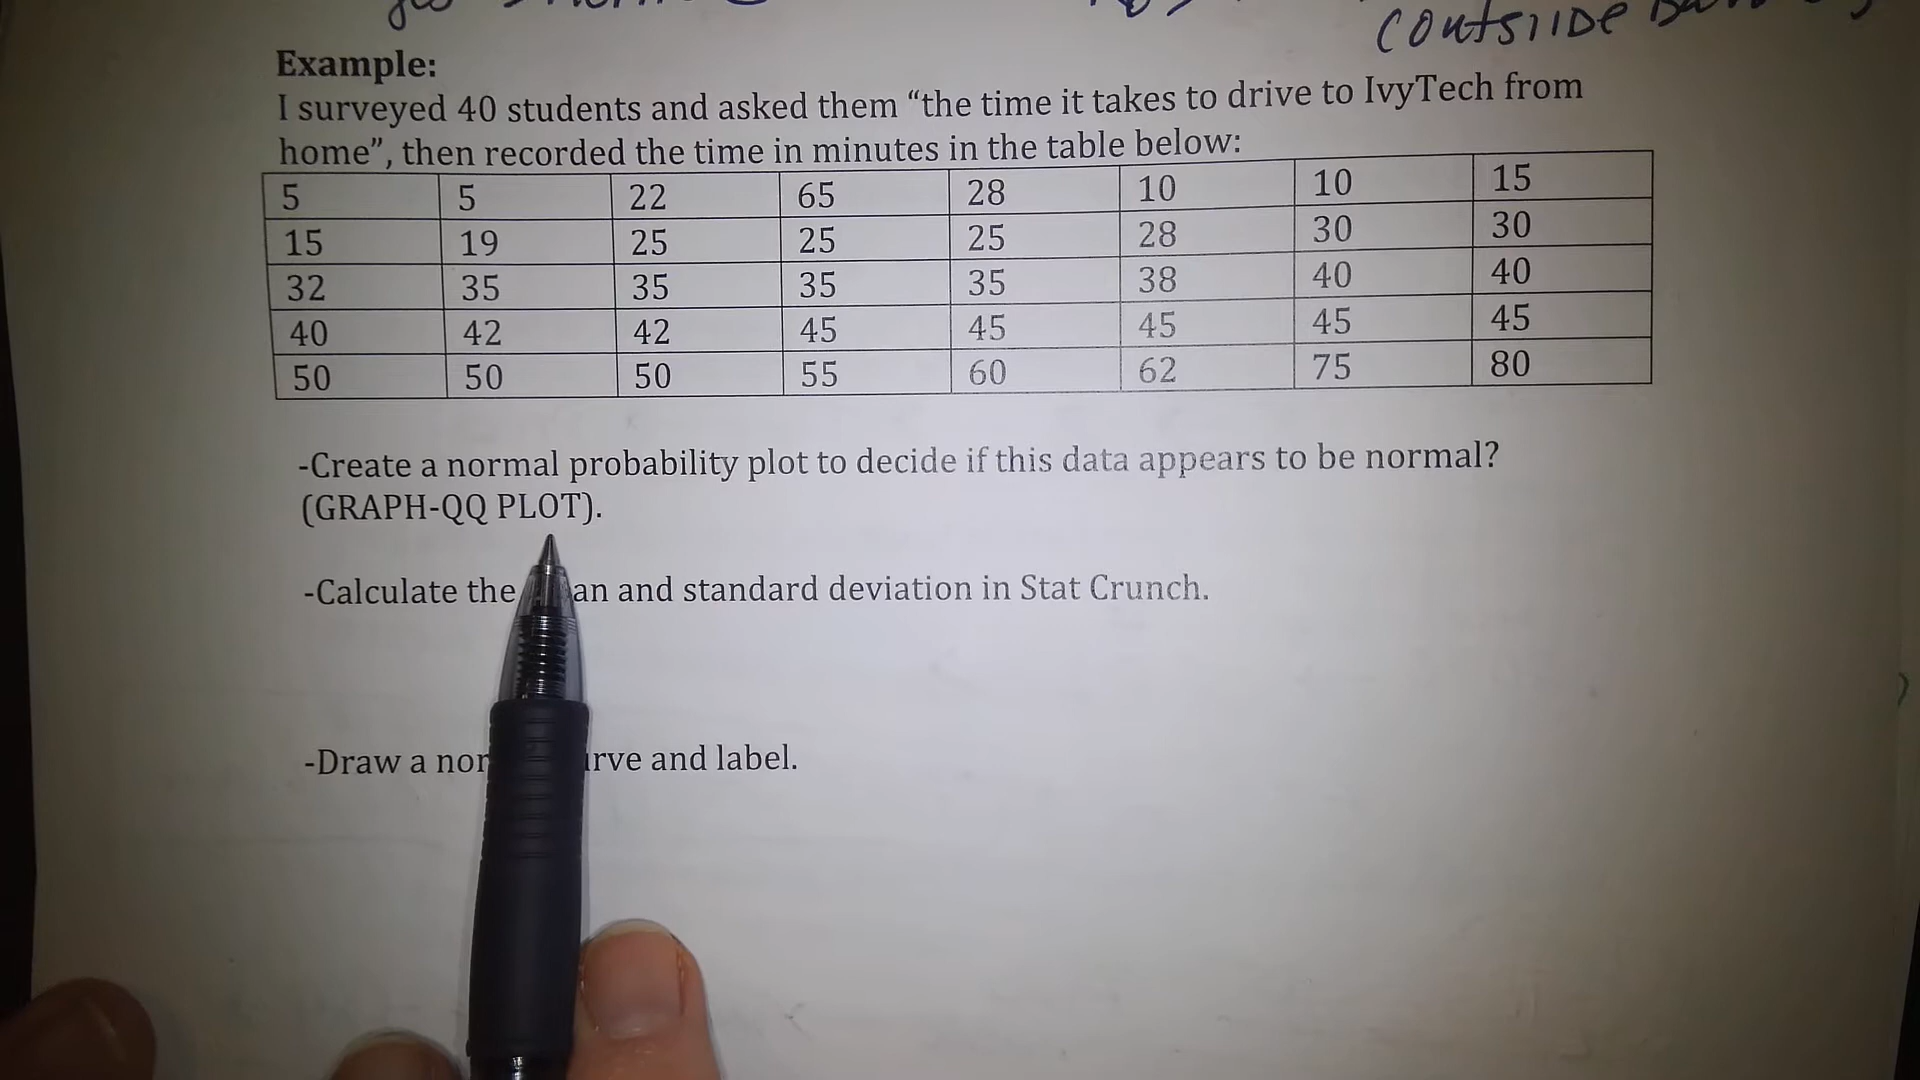 (outsiide
Example:
I surveyed 40 students and asked them “the time it takes to drive to IvyTech from
home”, then recorded the time in minutes in the table below:
5 5 22 65 28 10 10 15
15 19 25 25 25 28 30 30
32 35 35 35 35 38 40 40
40 42 42 45 45 45 45 45
50 50 50 55 60 62 75 80
-Create a normal probability plot to decide if this data appears to be normal?
(GRAPH-QQ PLOT).
-Calculate the an and standard deviation in Stat Crunch.
-Draw a nor rve and label.